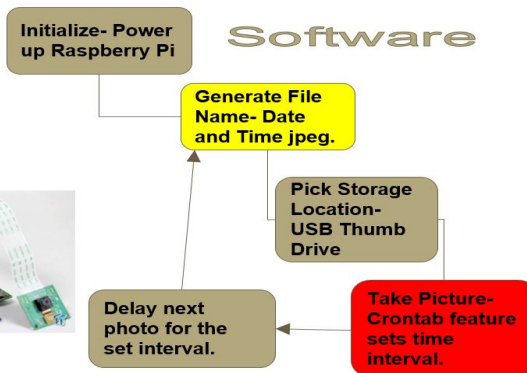 Software
Initialize- Power
up Raspberry Pi
Generate File
Name- Date
and Time jpeg.
Pick Storage
Location-
USB Thumb
Drive
Take Picture-
Crontab feature
sets time
interval.
Delay next
photo for the
set interval.